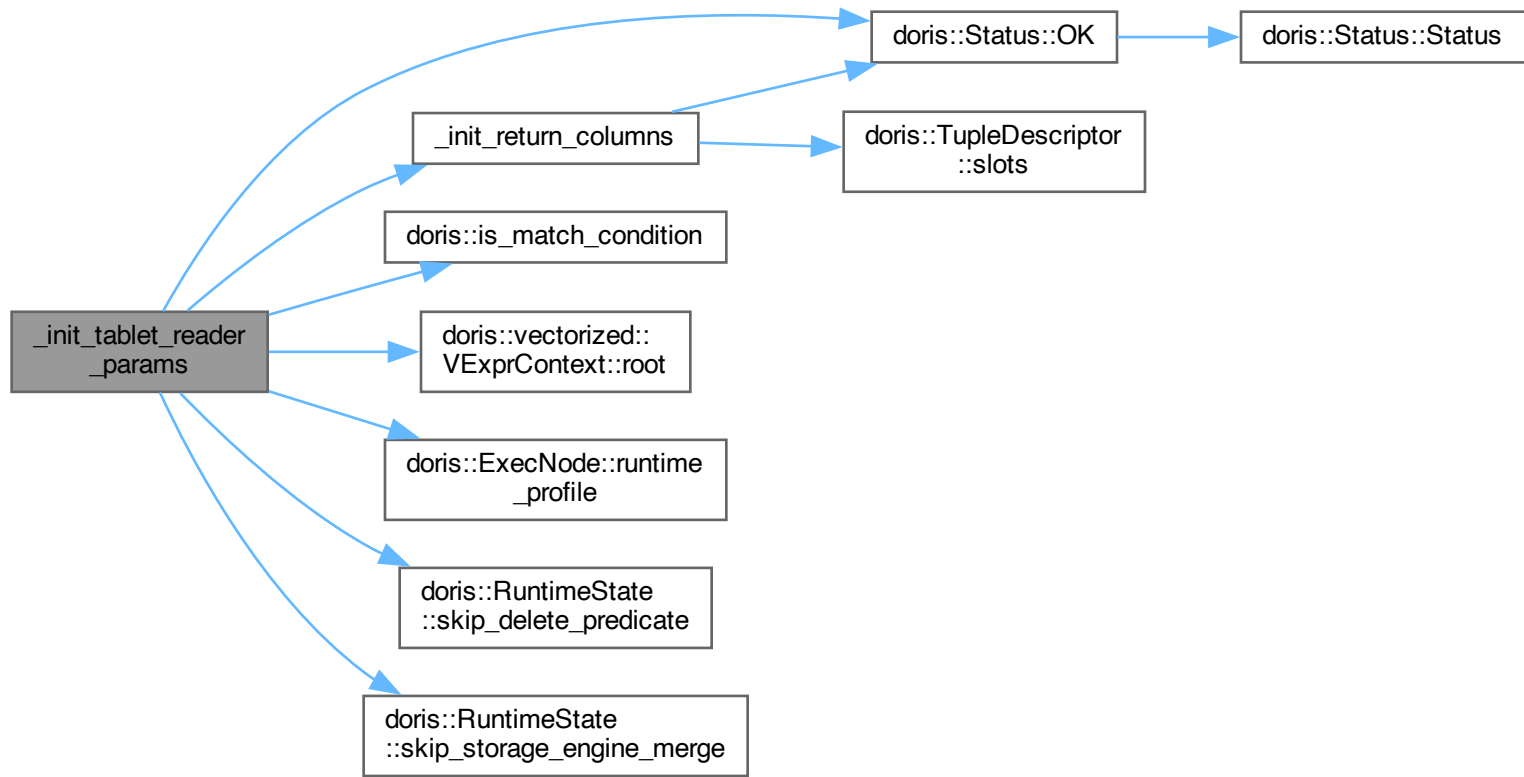 doris::Status::OK
doris::Status::Status
_init_return_columns
doris::TupleDescriptor
::slots
doris::is_match_condition
_init_tablet_reader
_params
doris::vectorized::
VExprContext::root
doris::ExecNode::runtime
_profile
doris::RuntimeState
::skip_delete_predicate
doris::RuntimeState
::skip_storage_engine_merge